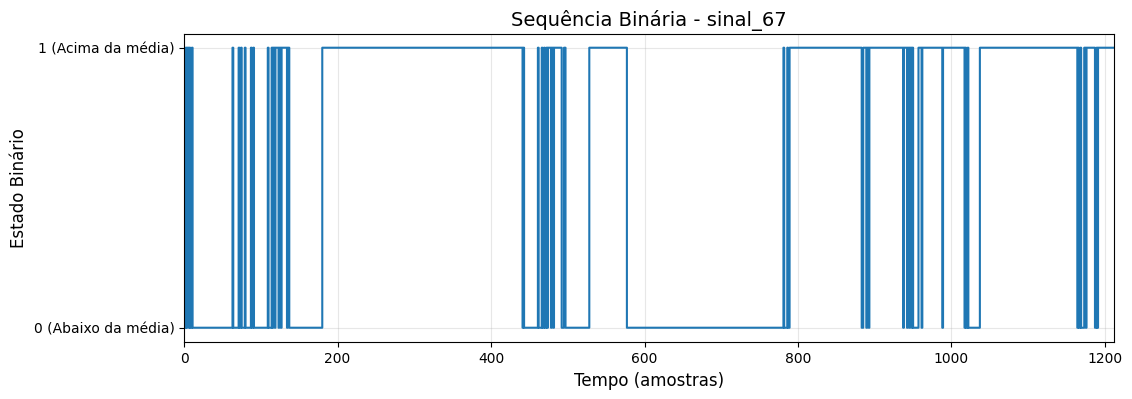 Sequência Binária - sinal_67
1 (Acima da média)
Estado Binário
0 (Abaixo da média)
0 200 400 600 800 1000 1200
Tempo (amostras)